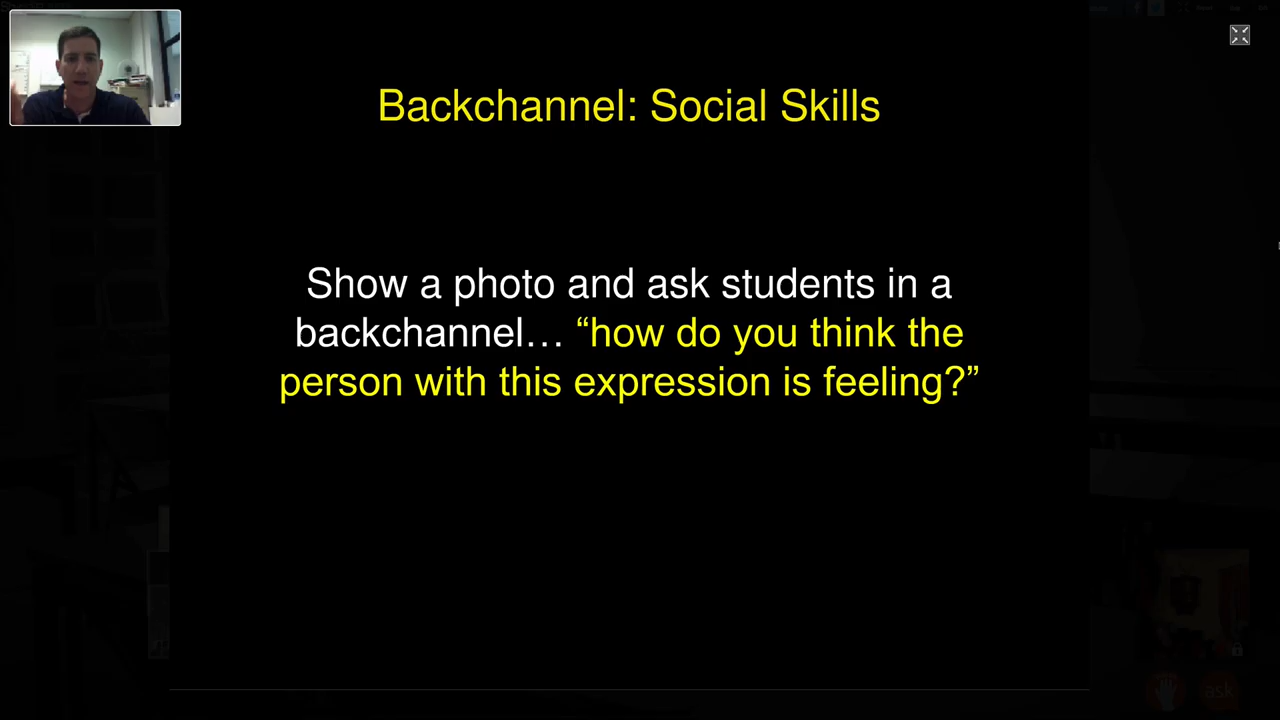 Backchannel: Social Skills
Show a photo and ask students in a
backchannel… “how do you think the
person with this expression is feeling?”
ask